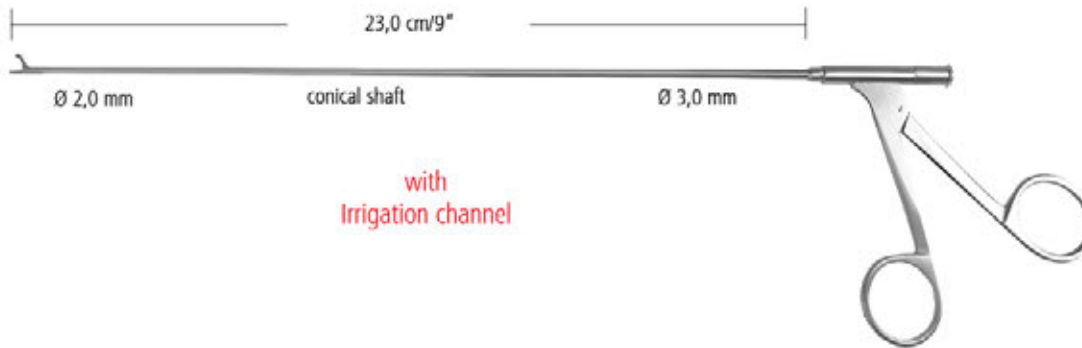 23,0 cm/9"
Ø 2,0 mm
conical shaft
Ø 3,0 mm
with
Irrigation channel